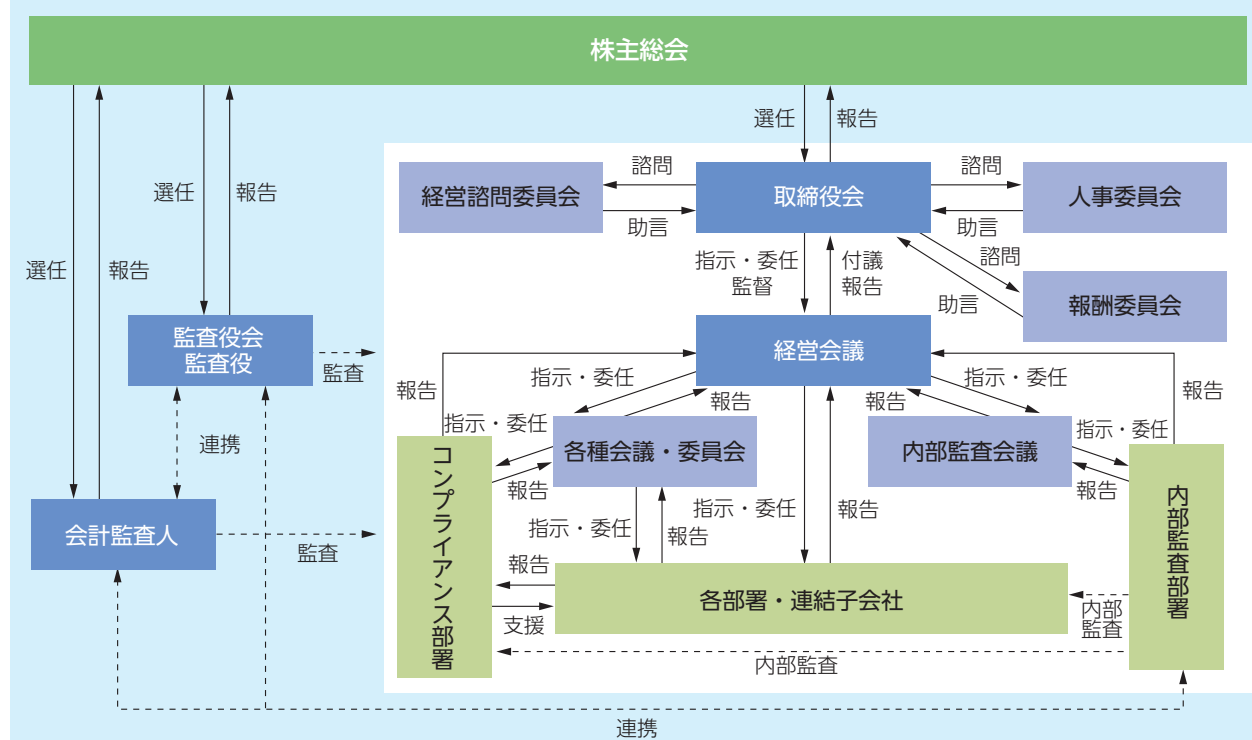 株主総会
選任
報告
選任
報告
選任
報告
経営諮問委員会
諮問
助言
取締役会
諮問
助言
人事委員会
諮問
助言
報酬委員会
指示・委任
監督
付議
報告
監査役会
監査役
監査
経営会議
報告
指示・委任
報告
指示・委任
報告
報告
指示・委任
報告
指示・委任
報告
連携
各種会議・委員会
内部監査会議
コンプライアンス部署
内部監査部署
会計監査人
監査
指示・委任
報告
指示・委任
報告
報告
支援
各部署・連結子会社
内部
監査
内部監査
連携